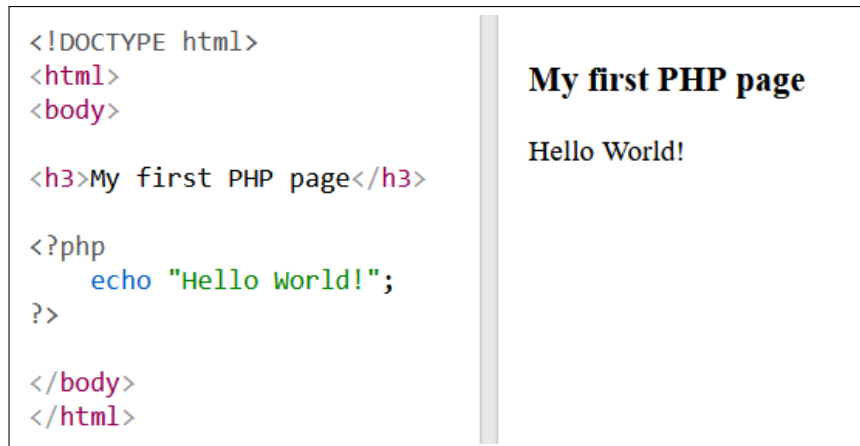 <!DOCTYPE html>
<html>
<body>
<h3>My first PHP page</h3>
<?php
    echo "Hello World!";
?>
</body>
</html>
My first PHP page
Hello World!